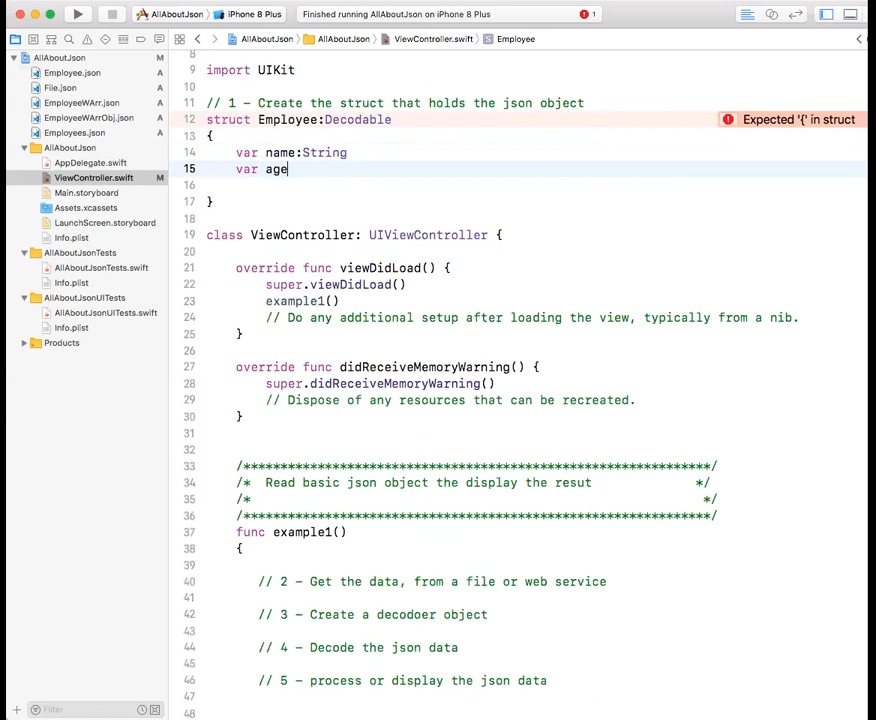 AllAboutJson
iPhone 8 Plus
Finished running AllAboutJson on iPhone 8 Plus
1
AllAboutJson
AllAboutJson
ViewController.swift
S
Employee
AllAboutJson M
Employee.json A
File.json A
EmployeeWArr.json A
EmployeeWArrObj.json A
Employees.json A
AllAboutJson
AppDelegate.swift
ViewController.swift M
Main.storyboard
Assets.xcassets
LaunchScreen.storyboard
Info.plist
AllAboutJsonTests
AllAboutJsonTests.swift
Info.plist
AllAboutJsonUITests
AllAboutJsonUITests.swift
Info.plist
Products
Filter
8
9 import UIKit
10
11 // 1 – Create the struct that holds the json object
12 struct Employee:Decodable Expected '{' in struct
13 {
14 var name:String
15 var age
16
17 }
18
19 class ViewController: UIViewController {
20
21 override func viewDidLoad() {
22 super.viewDidLoad()
23 example1()
24 // Do any additional setup after loading the view, typically from a nib.
25 }
26
27 override func didReceiveMemoryWarning() {
28 super.didReceiveMemoryWarning()
29 // Dispose of any resources that can be recreated.
30 }
31
32
33 /***************************************************************/
34 /* Read basic json object the display the resut */
35 /* */
36 /***************************************************************/
37 func example1()
38 {
39
40 // 2 – Get the data, from a file or web service
41
42 // 3 – Create a decodoer object
43
44 // 4 – Decode the json data
45
46 // 5 – process or display the json data
47
48